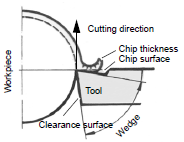 Cutting direction
Chip thickness
Chip surface
Workpiece
Tool
Clearance surface
Wedge